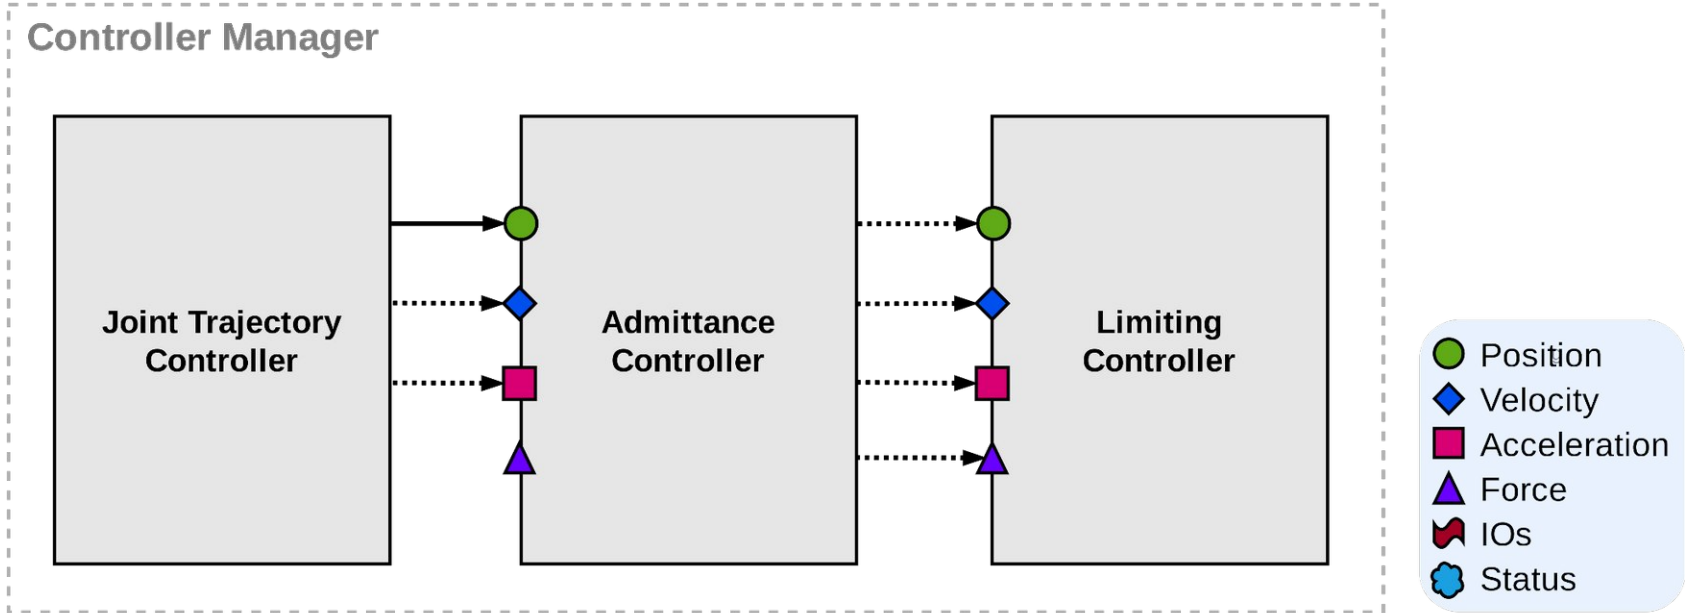 Controller Manager
Joint Trajectory
Controller
Admittance
Controller
Limiting
Controller
Position
Velocity
Acceleration
Force
IOs
Status